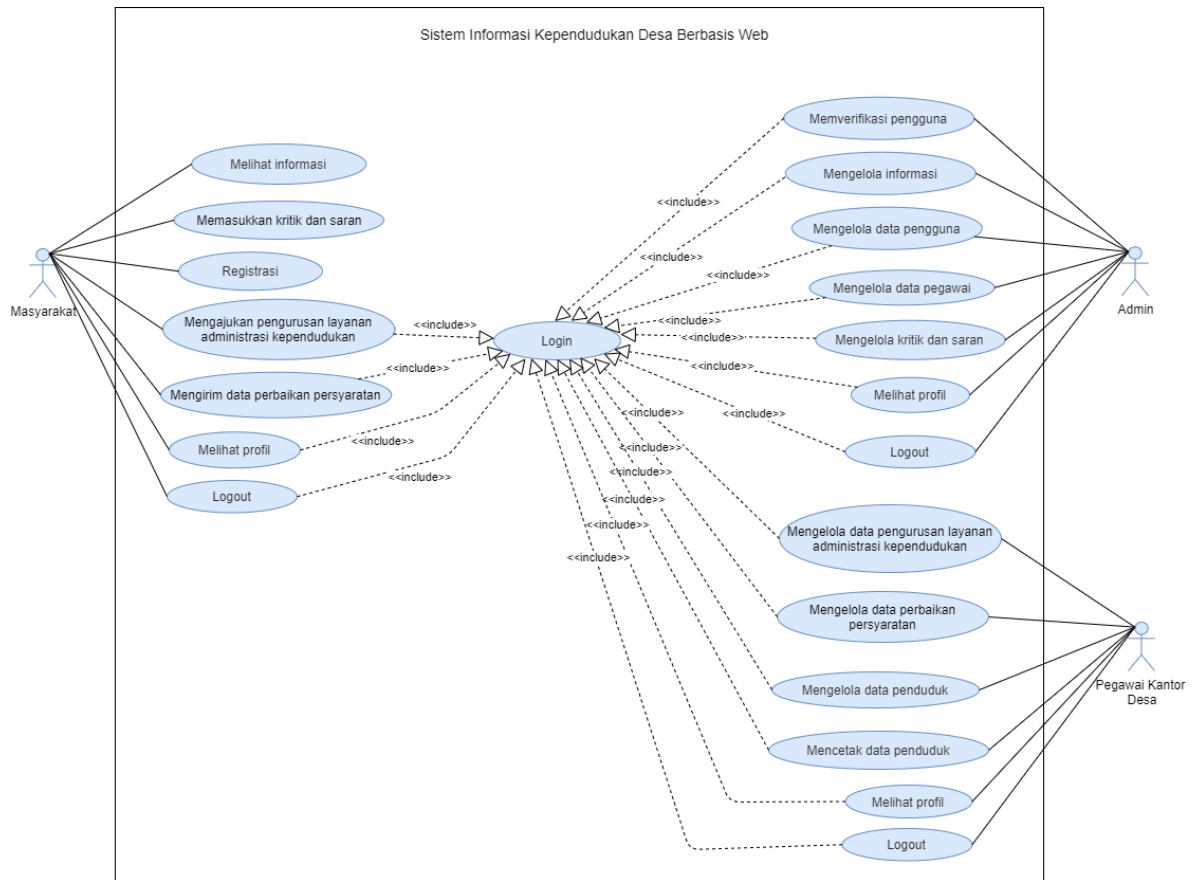 Sistem Informasi Kependudukan Desa Berbasis Web
Melihat informasi
Memasukkan kritik dan saran
Registrasi
Mengajukan pengurusan layanan
administrasi kependudukan
Mengirim data perbaikan persyaratan
Melihat profil
Logout
Masyarakat
<<include>>
<<include>>
<<include>>
<<include>>
Login
Memverifikasi pengguna
Mengelola informasi
Mengelola data pengguna
Mengelola data pegawai
Mengelola kritik dan saran
Melihat profil
Logout
<<include>>
<<include>>
<<include>>
<<include>>
<<include>>
<<include>>
<<include>>
Admin
<<include>>
<<include>>
<<include>>
<<include>>
<<include>>
<<include>>
Mengelola data pengurusan layanan
administrasi kependudukan
Mengelola data perbaikan
persyaratan
Mengelola data penduduk
Mencetak data penduduk
Melihat profil
Logout
Pegawai Kantor
Desa